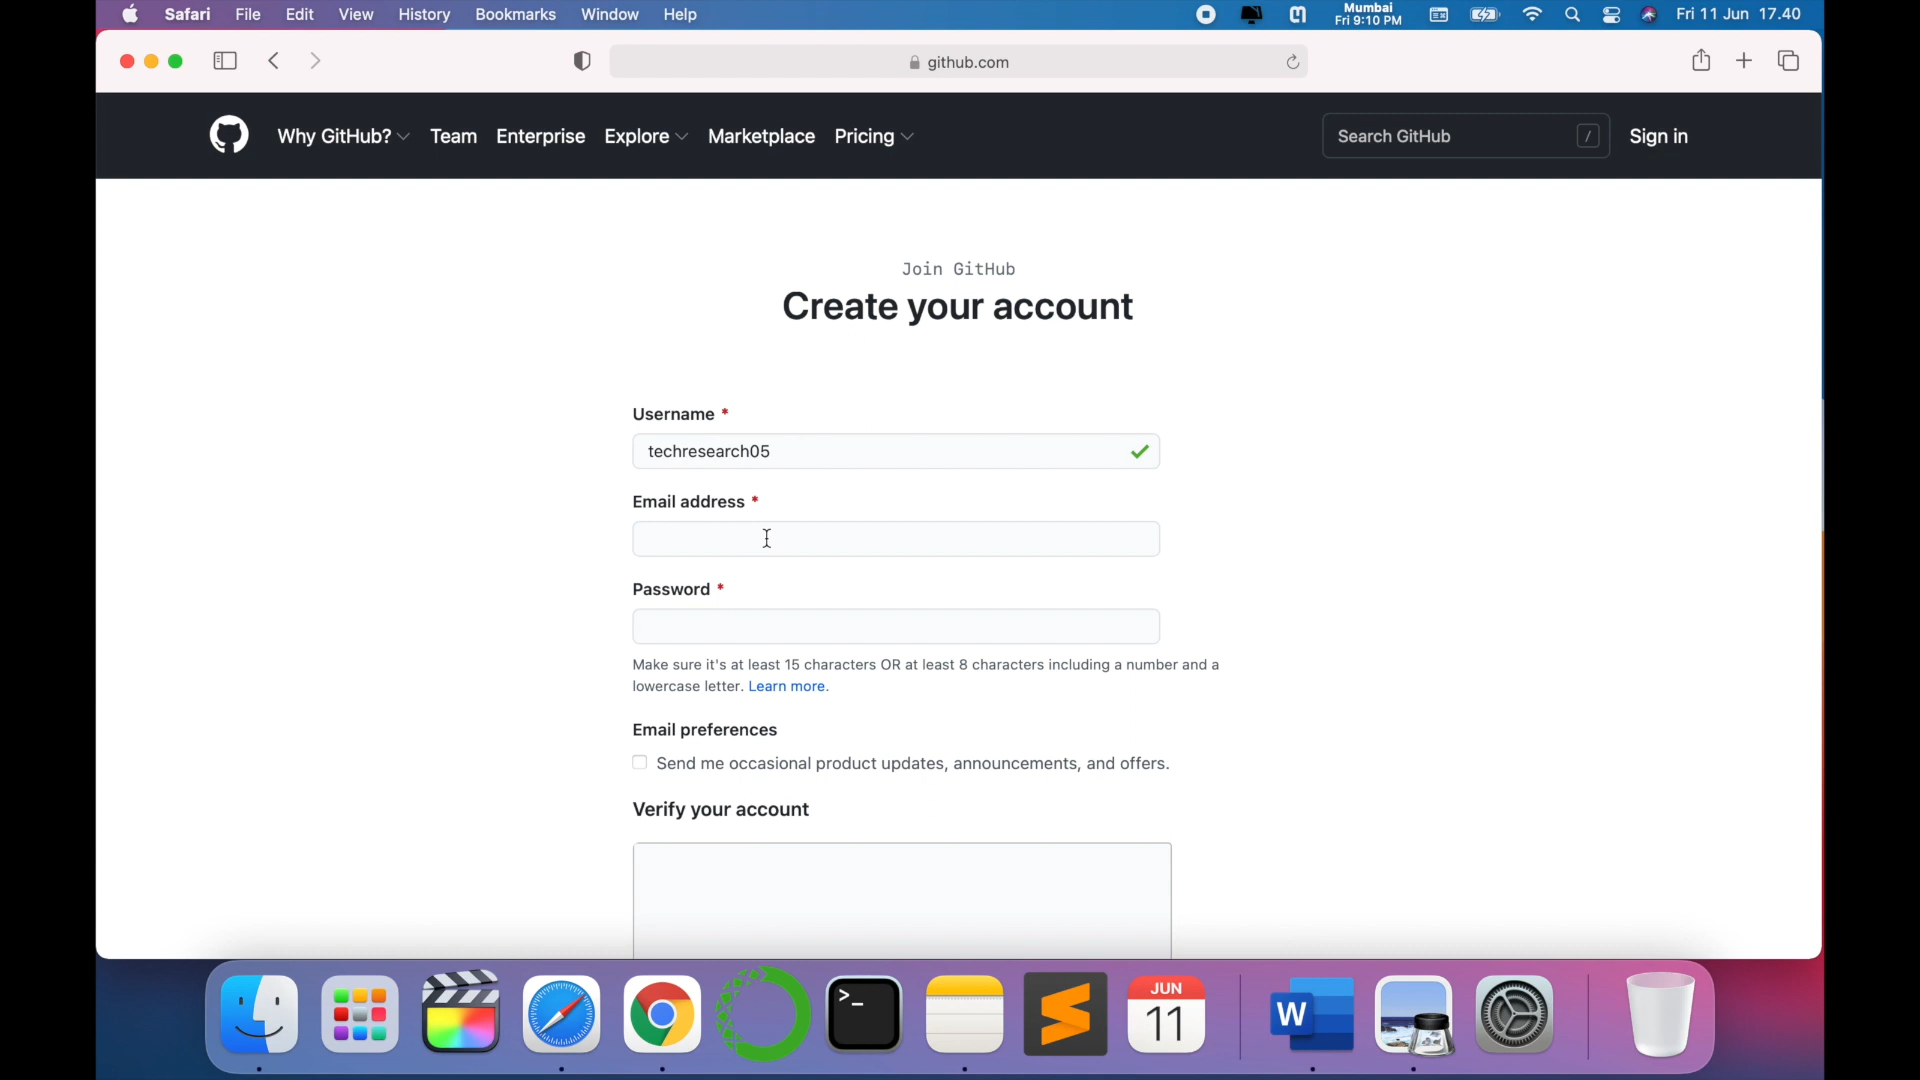 Safari File Edit View History Bookmarks Window Help Mumbai Fri 9:10 PM Fri 11 Jun 17.40
github.com
Why GitHub? Team Enterprise Explore Marketplace Pricing Search GitHub / Sign in
Join GitHub
Create your account
Username *
techresearch05
Email address *
Password *
Make sure it's at least 15 characters OR at least 8 characters including a number and a
lowercase letter. Learn more.
Email preferences
Send me occasional product updates, announcements, and offers.
Verify your account
>_
JUN
11
W